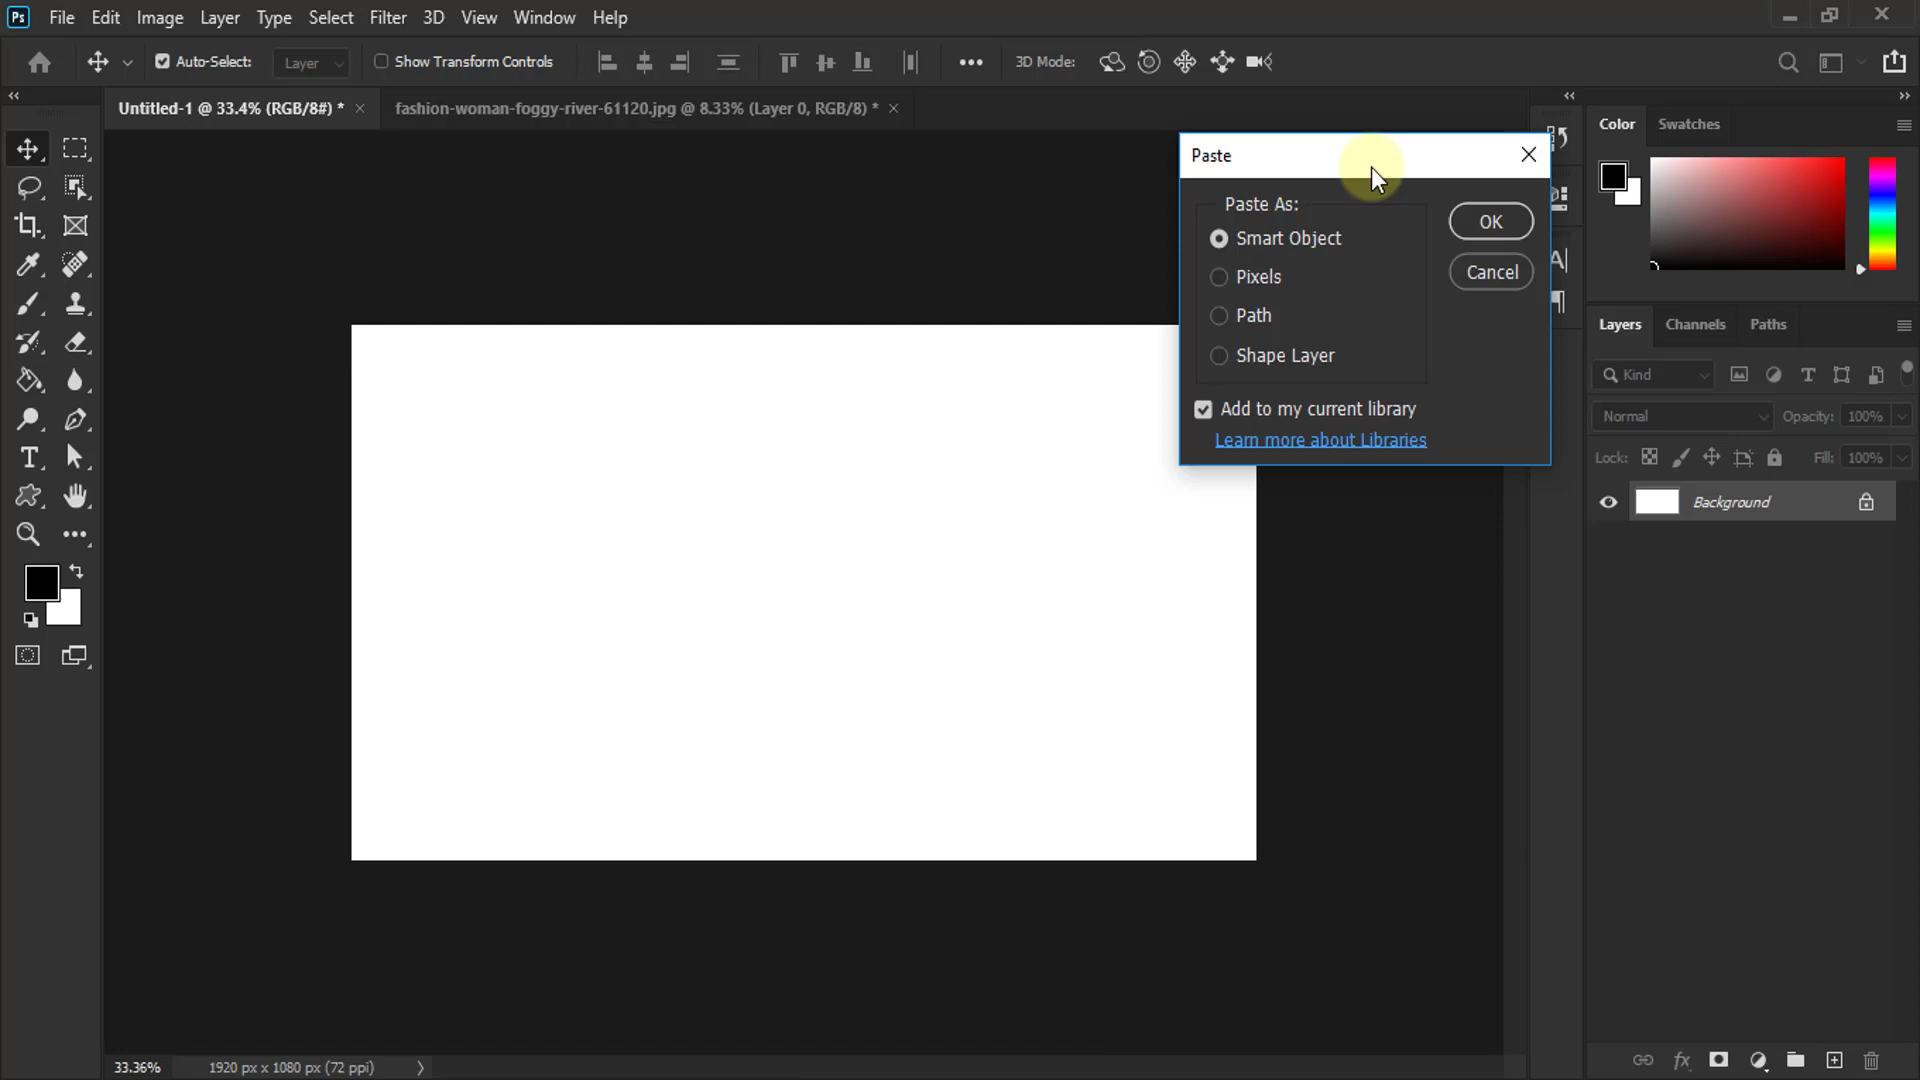 Ps File Edit Image Layer Type Select Filter 3D View Window Help
Auto-Select: Layer Show Transform Controls 3D Mode:
Untitled-1 @ 33.4% (RGB/8#) * fashion-woman-foggy-river-61120.jpg @ 8.33% (Layer 0, RGB/8) *
Paste
Paste As:
Smart Object
Pixels
Path
Shape Layer
OK
Cancel
Add to my current library
Learn more about Libraries
Color Swatches
Layers Channels Paths
Kind
Normal Opacity: 100%
Lock: Fill: 100%
Background
33.36% 1920 px x 1080 px (72 ppi)